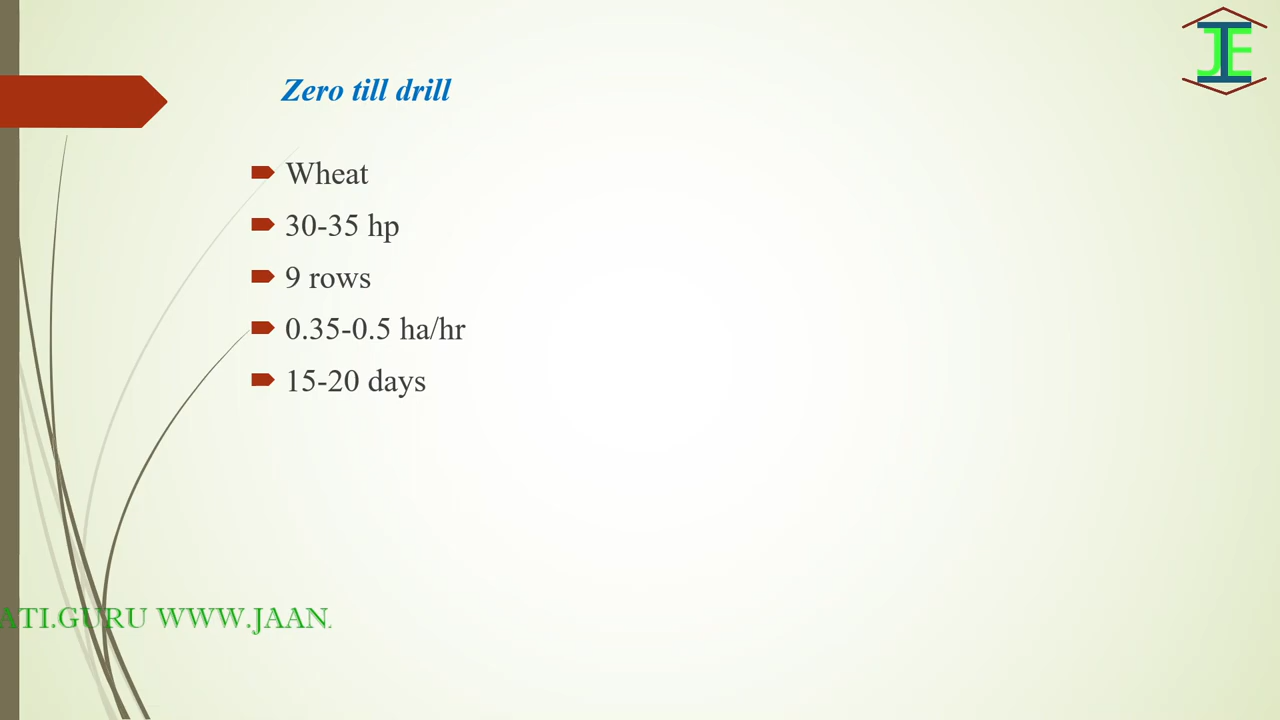 JE
Zero till drill
Wheat
30-35 hp
9 rows
0.35-0.5 ha/hr
15-20 days
ATI.GURU WWW.JAAN.